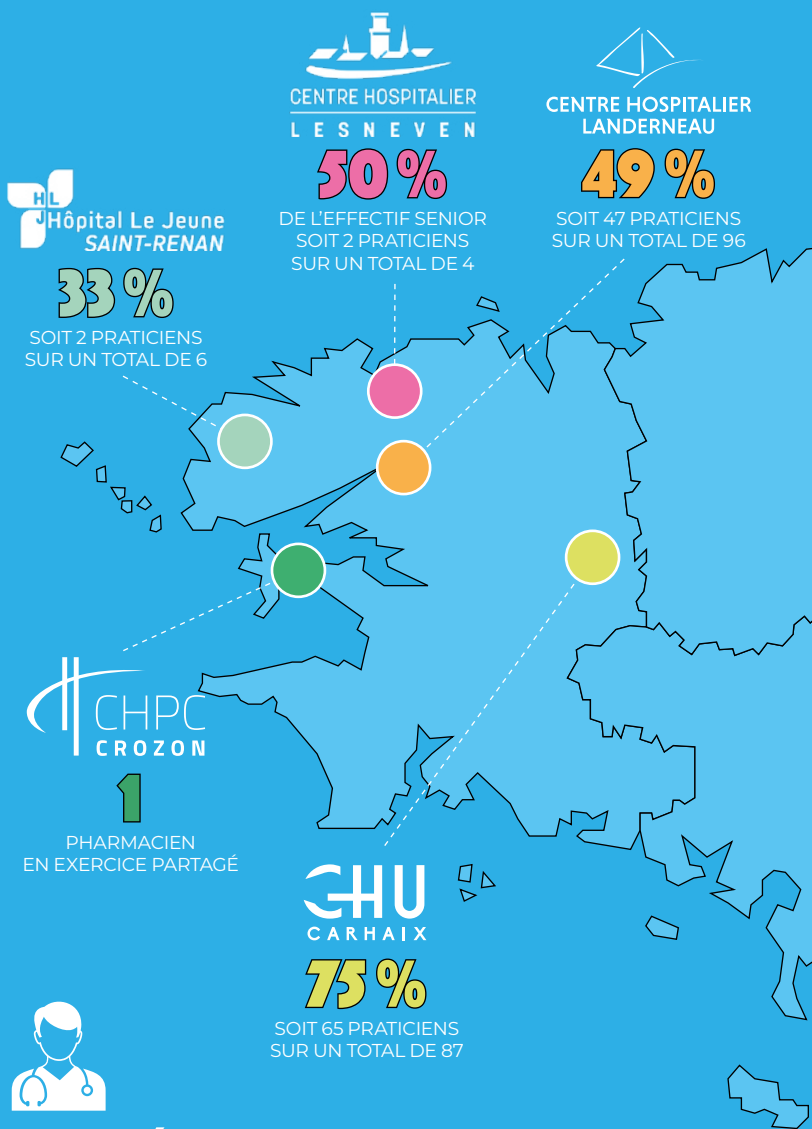 CENTRE HOSPITALIER
LESNEVEN
50 %
DE L'EFFECTIF SENIOR
SOIT 2 PRATICIENS
SUR UN TOTAL DE 4
CENTRE HOSPITALIER
LANDERNEAU
49 %
SOIT 47 PRATICIENS
SUR UN TOTAL DE 96
HL
J
Hôpital Le Jeune
SAINT-RENAN
33 %
SOIT 2 PRATICIENS
SUR UN TOTAL DE 6
CHPC
CROZON
1
PHARMACIEN
EN EXERCICE PARTAGÉ
CHU
CARHAIX
75 %
SOIT 65 PRATICIENS
SUR UN TOTAL DE 87